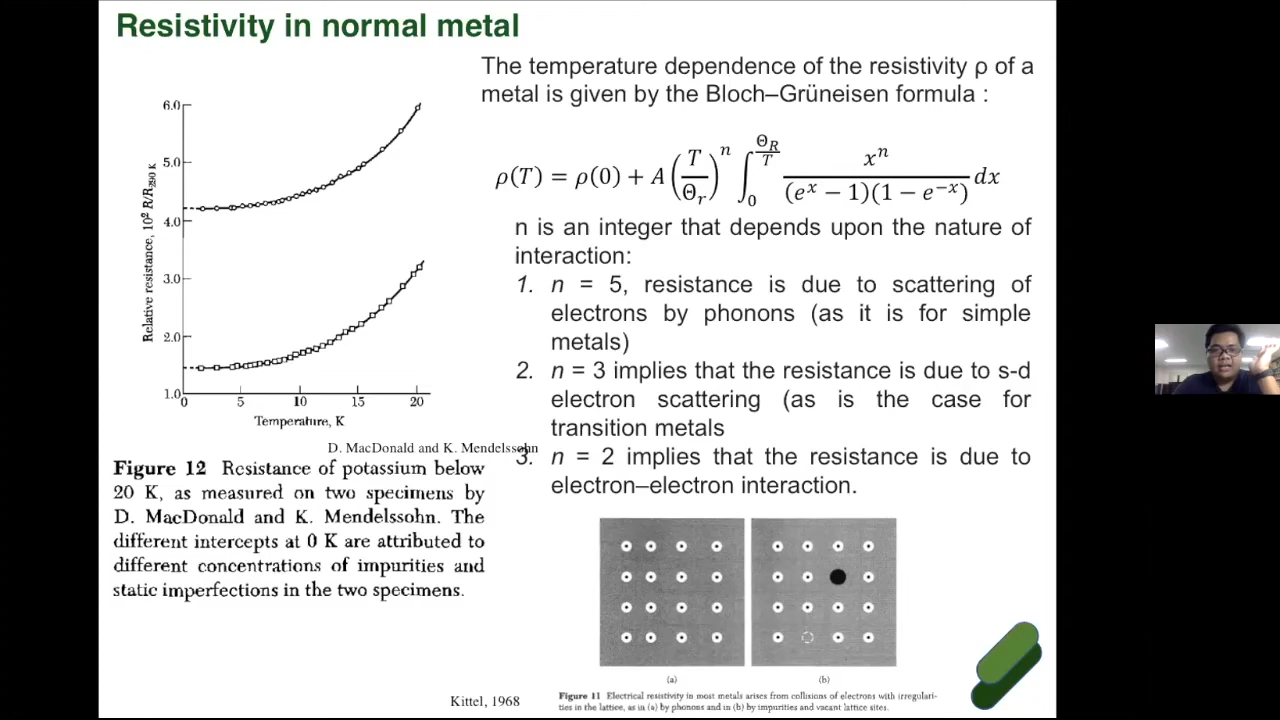 Resistivity in normal metal
The temperature dependence of the resistivity ρ of a
metal is given by the Bloch–Grüneisen formula :
ρ(T) = ρ(0) + A (T/Θr)^n ∫_0^(ΘR/T) x^n / ((e^x − 1)(1 − e^−x)) dx
n is an integer that depends upon the nature of
interaction:
1. n = 5, resistance is due to scattering of
electrons by phonons (as it is for simple
metals)
2. n = 3 implies that the resistance is due to s-d
electron scattering (as is the case for
transition metals
3. n = 2 implies that the resistance is due to
electron–electron interaction.
Relative resistance, 10² R/R290 K
6.0
5.0
4.0
3.0
2.0
1.0
0 5 10 15 20
Temperature, K
D. MacDonald and K. Mendelssohn
Figure 12 Resistance of potassium below
20 K, as measured on two specimens by
D. MacDonald and K. Mendelssohn. The
different intercepts at 0 K are attributed to
different concentrations of impurities and
static imperfections in the two specimens.
(a) (b)
Figure 11 Electrical resistivity in most metals arises from collisions of electrons with irregulari-
ties in the lattice, as in (a) by phonons and in (b) by impurities and vacant lattice sites.
Kittel, 1968